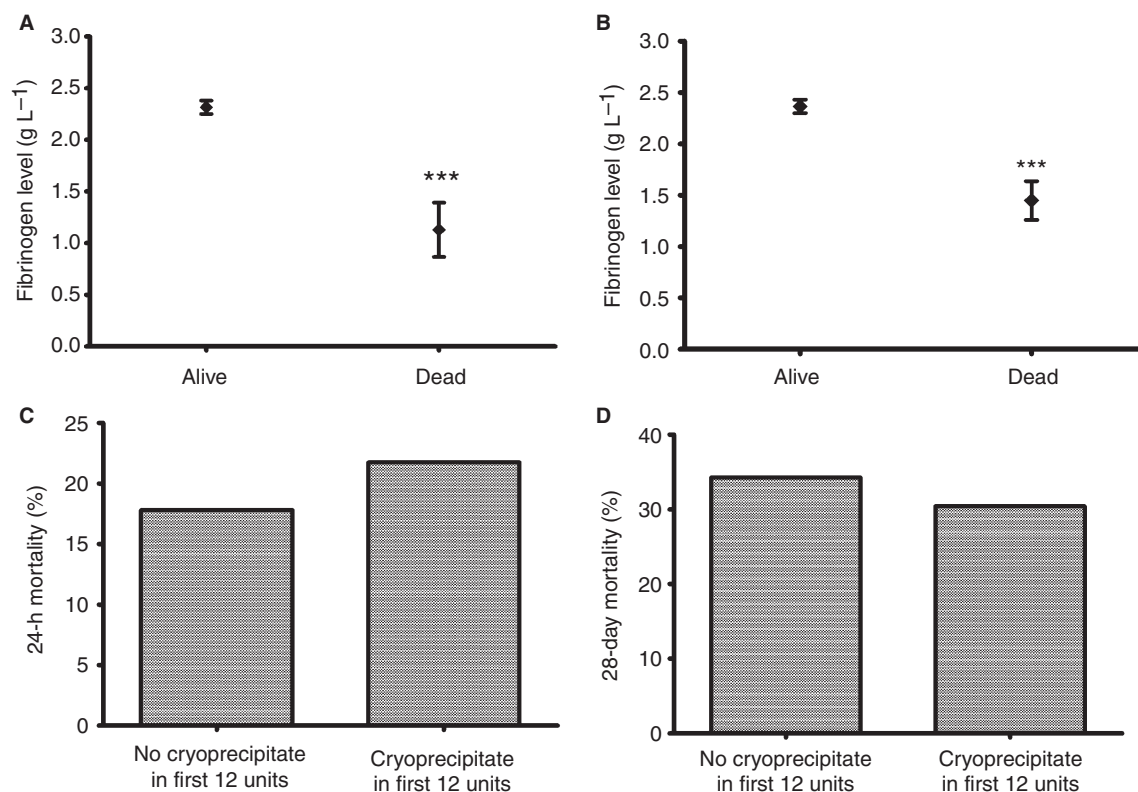 A
Fibrinogen level (g L⁻¹)
3.0
2.5
2.0
1.5
1.0
0.5
0.0
***
Alive
Dead
B
Fibrinogen level (g L⁻¹)
3.0
2.5
2.0
1.5
1.0
0.5
0.0
***
Alive
Dead
C
24-h mortality (%)
25
20
15
10
5
0
No cryoprecipitate
in first 12 units
Cryoprecipitate
in first 12 units
D
28-day mortality (%)
40
30
20
10
0
No cryoprecipitate
in first 12 units
Cryoprecipitate
in first 12 units